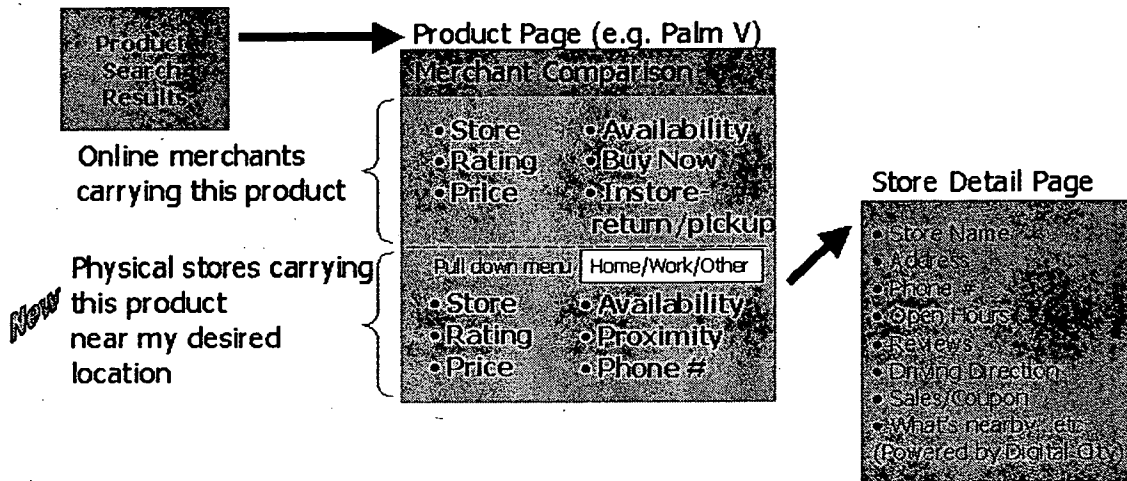 Product
Search
Results
Product Page (e.g. Palm V)
Merchant Comparison
Online merchants
carrying this product
•Store
•Rating
•Price
•Availability
•Buy Now
•Instore-
return/pickup
New
Physical stores carrying
this product
near my desired
location
Pull down menu
Home/Work/Other
•Store
•Rating
•Price
•Availability
•Proximity
•Phone #
Store Detail Page
• Store Name
• Address
• Phone #
• Open Hours
• Reviews
• Driving Direction
• Sales/Coupon
• What's nearby...etc
(Powered by Digital City)